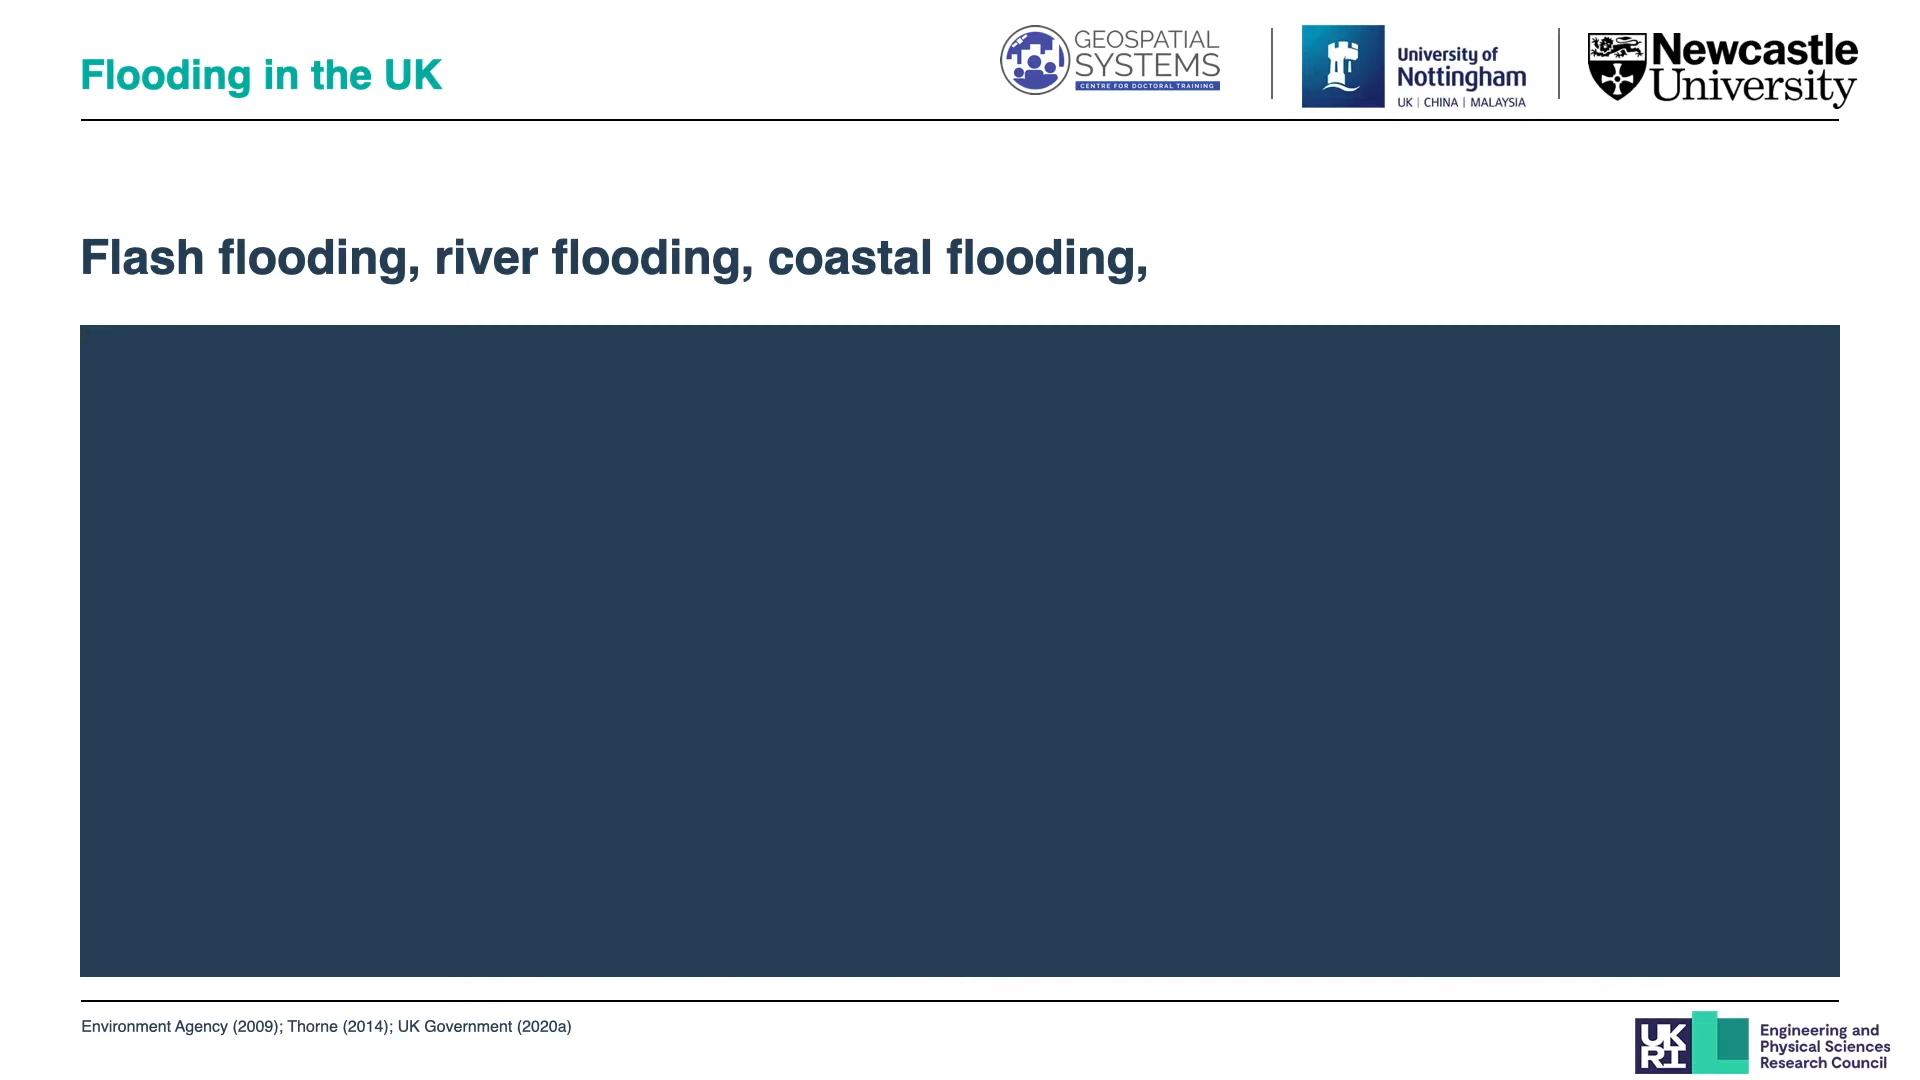 Flooding in the UK
GEOSPATIAL
SYSTEMS
CENTRE FOR DOCTORAL TRAINING
University of
Nottingham
UK | CHINA | MALAYSIA
Newcastle
University
Flash flooding, river flooding, coastal flooding,
Environment Agency (2009); Thorne (2014); UK Government (2020a)
UK
RI
Engineering and
Physical Sciences
Research Council